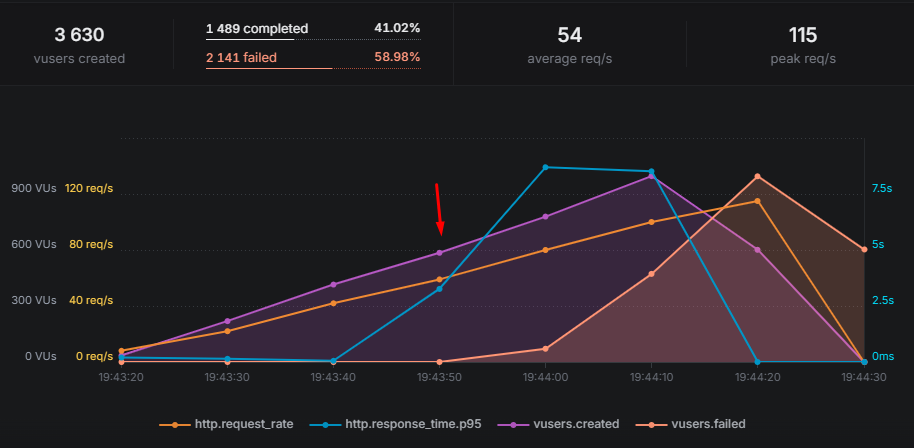 3 630
vusers created
1 489 completed 41.02%
2 141 failed 58.98%
54
average req/s
115
peak req/s
900 VUs 120 req/s 7.5s
600 VUs 80 req/s 5s
300 VUs 40 req/s 2.5s
0 VUs 0 req/s 0ms
19:43:20 19:43:30 19:43:40 19:43:50 19:44:00 19:44:10 19:44:20 19:44:30
http.request_rate http.response_time.p95 vusers.created vusers.failed